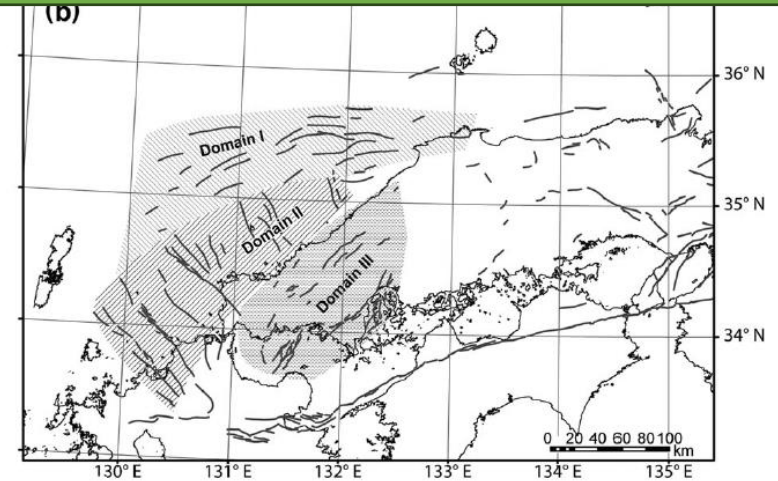 (b)
36° N
Domain I
35° N
Domain II
Domain III
34° N
0 20 40 60 80 100
km
130° E 131° E 132° E 133° E 134° E 135° E